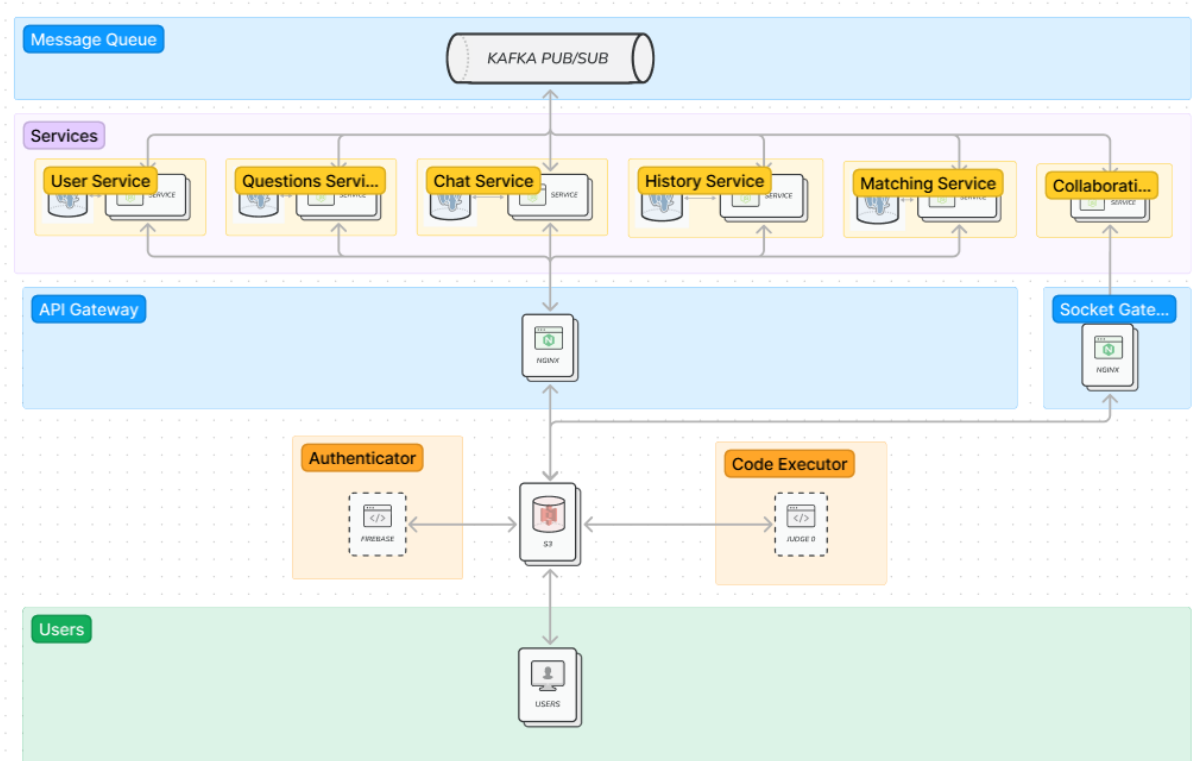 Message Queue
KAFKA PUB/SUB
Services
User Service
Questions Servi...
Chat Service
History Service
Matching Service
Collaborati...
SERVICE
SERVICE
SERVICE
SERVICE
SERVICE
SERVICE
API Gateway
Socket Gate...
NGINX
NGINX
Authenticator
Code Executor
</>
FIREBASE
S3
</>
JUDGE 0
Users
USERS